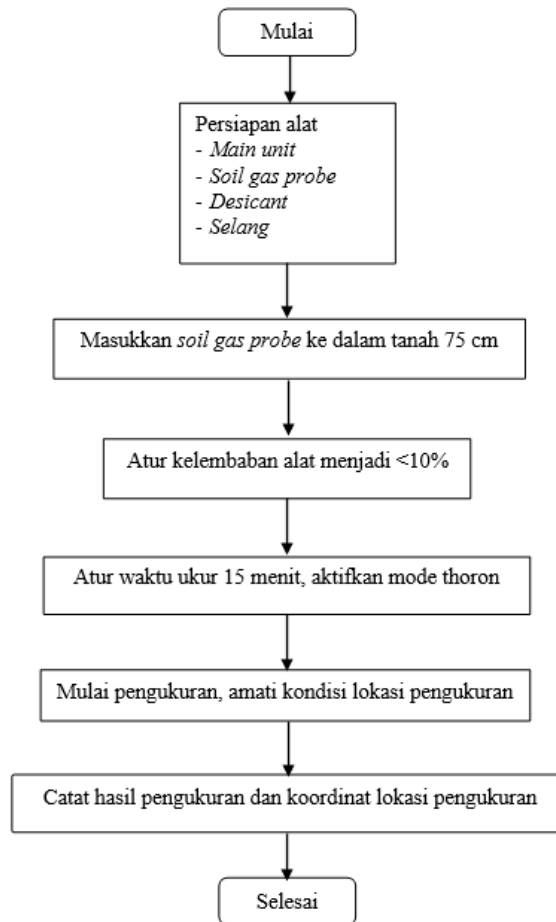 Mulai
Persiapan alat
- Main unit
- Soil gas probe
- Desicant
- Selang
Masukkan soil gas probe ke dalam tanah 75 cm
Atur kelembaban alat menjadi <10%
Atur waktu ukur 15 menit, aktifkan mode thoron
Mulai pengukuran, amati kondisi lokasi pengukuran
Catat hasil pengukuran dan koordinat lokasi pengukuran
Selesai